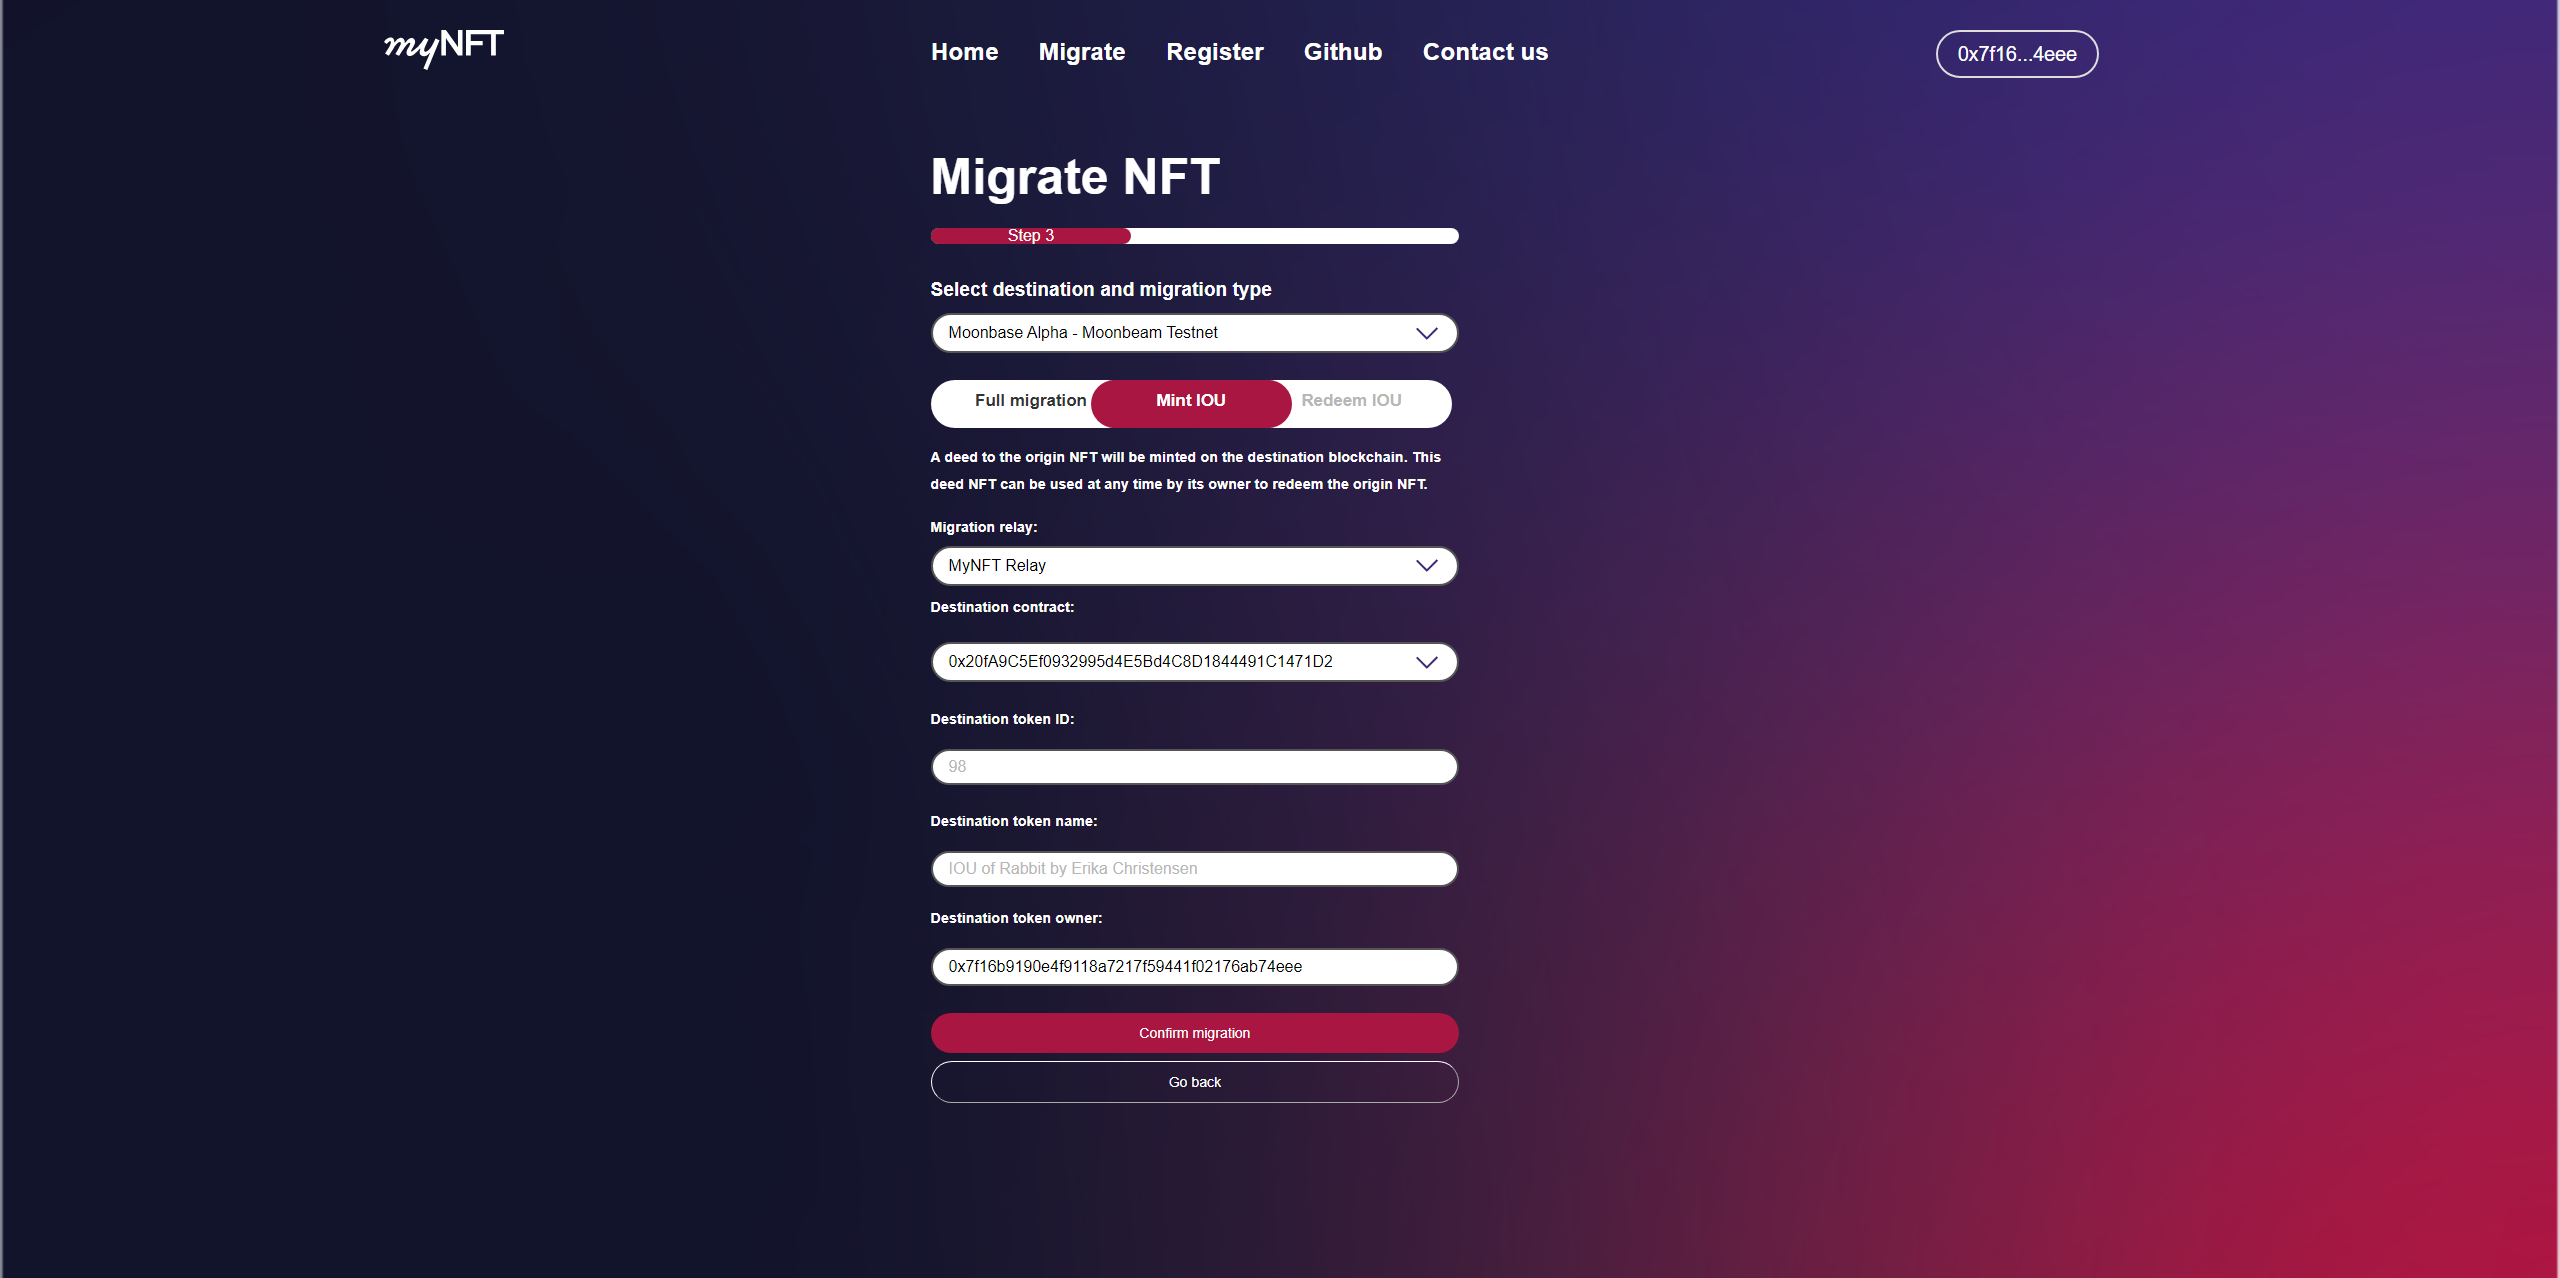 myNFT
Home Migrate Register Github Contact us
0x7f16...4eee
Migrate NFT
Step 3
Select destination and migration type
Moonbase Alpha - Moonbeam Testnet
Full migration Mint IOU Redeem IOU
A deed to the origin NFT will be minted on the destination blockchain. This
deed NFT can be used at any time by its owner to redeem the origin NFT.
Migration relay:
MyNFT Relay
Destination contract:
0x20fA9C5Ef0932995d4E5Bd4C8D1844491C1471D2
Destination token ID:
98
Destination token name:
IOU of Rabbit by Erika Christensen
Destination token owner:
0x7f16b9190e4f9118a7217f59441f02176ab74eee
Confirm migration
Go back